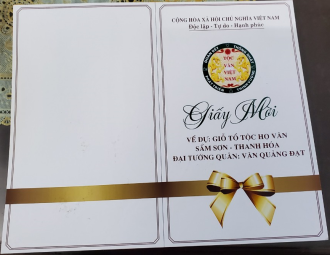 CỘNG HÒA XÃ HỘI CHỦ NGHĨA VIỆT NAM
Độc lập - Tự do - Hạnh phúc
TỘC
VĂN
VIỆT
NAM
Giấy Mời
VỀ DỰ: GIỖ TỔ TỘC HỌ VĂN
SẦM SƠN - THANH HÓA
ĐẠI TƯỚNG QUÂN: VĂN QUẢNG ĐẠT